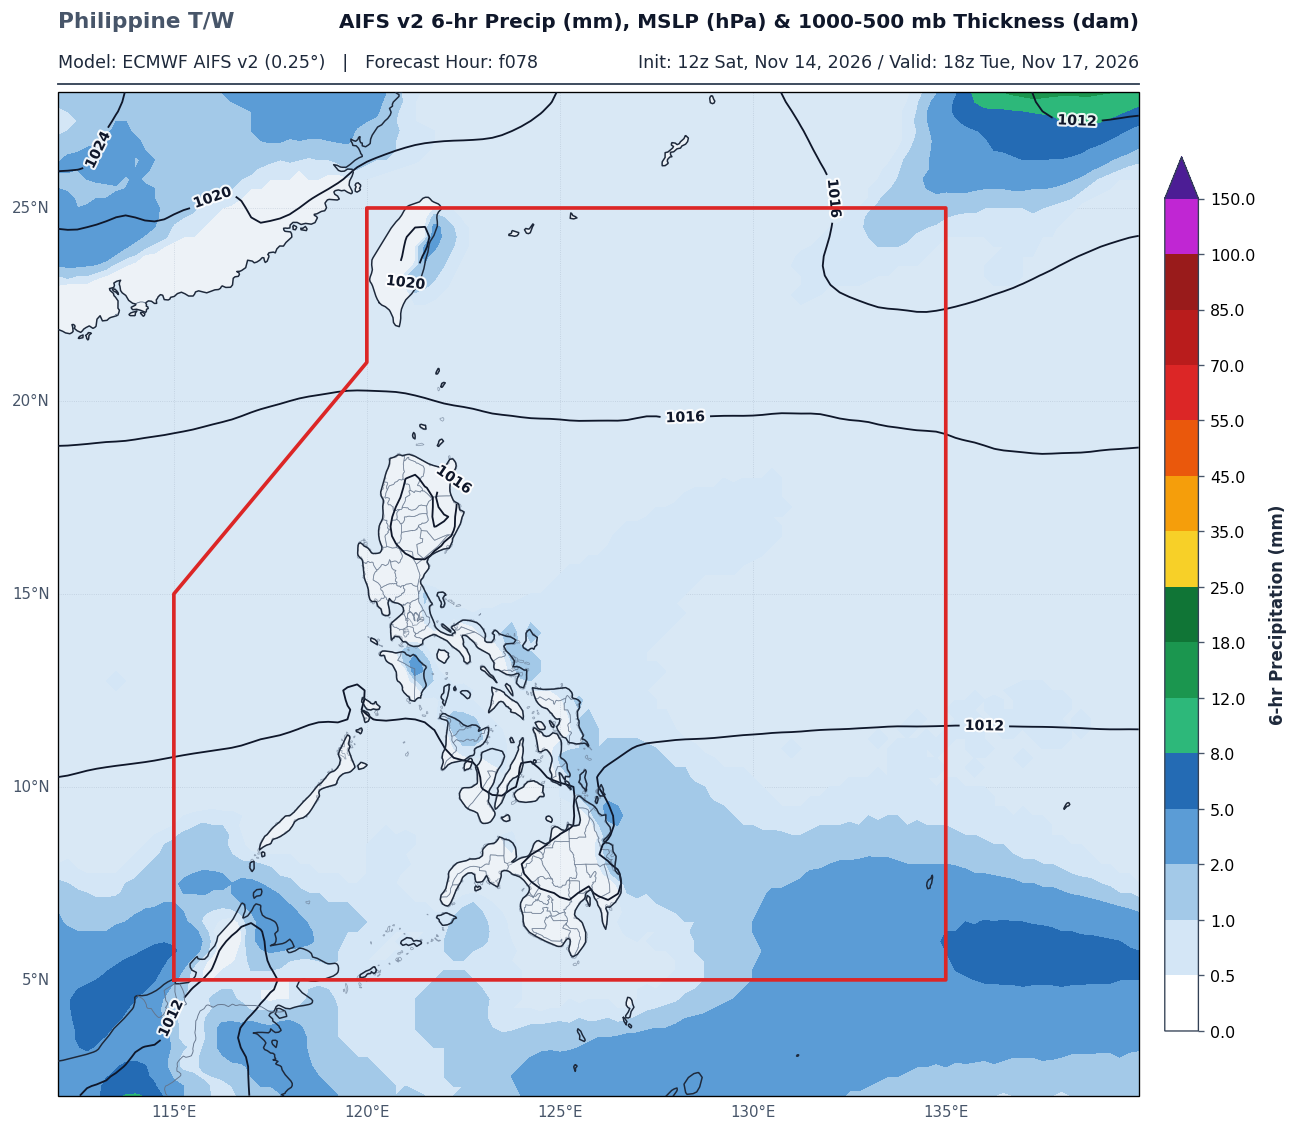 Philippine T/W
AIFS v2 6-hr Precip (mm), MSLP (hPa) & 1000-500 mb Thickness (dam)
Model: ECMWF AIFS v2 (0.25°) | Forecast Hour: f078
Init: 12z Sat, Nov 14, 2026 / Valid: 18z Tue, Nov 17, 2026
1012
1024
1020
1016
25°N
1020
20°N
1016
1016
15°N
1012
10°N
5°N
1012
115°E
120°E
125°E
130°E
135°E
150.0
100.0
85.0
70.0
55.0
45.0
35.0
25.0
18.0
12.0
8.0
5.0
2.0
1.0
0.5
0.0
6-hr Precipitation (mm)